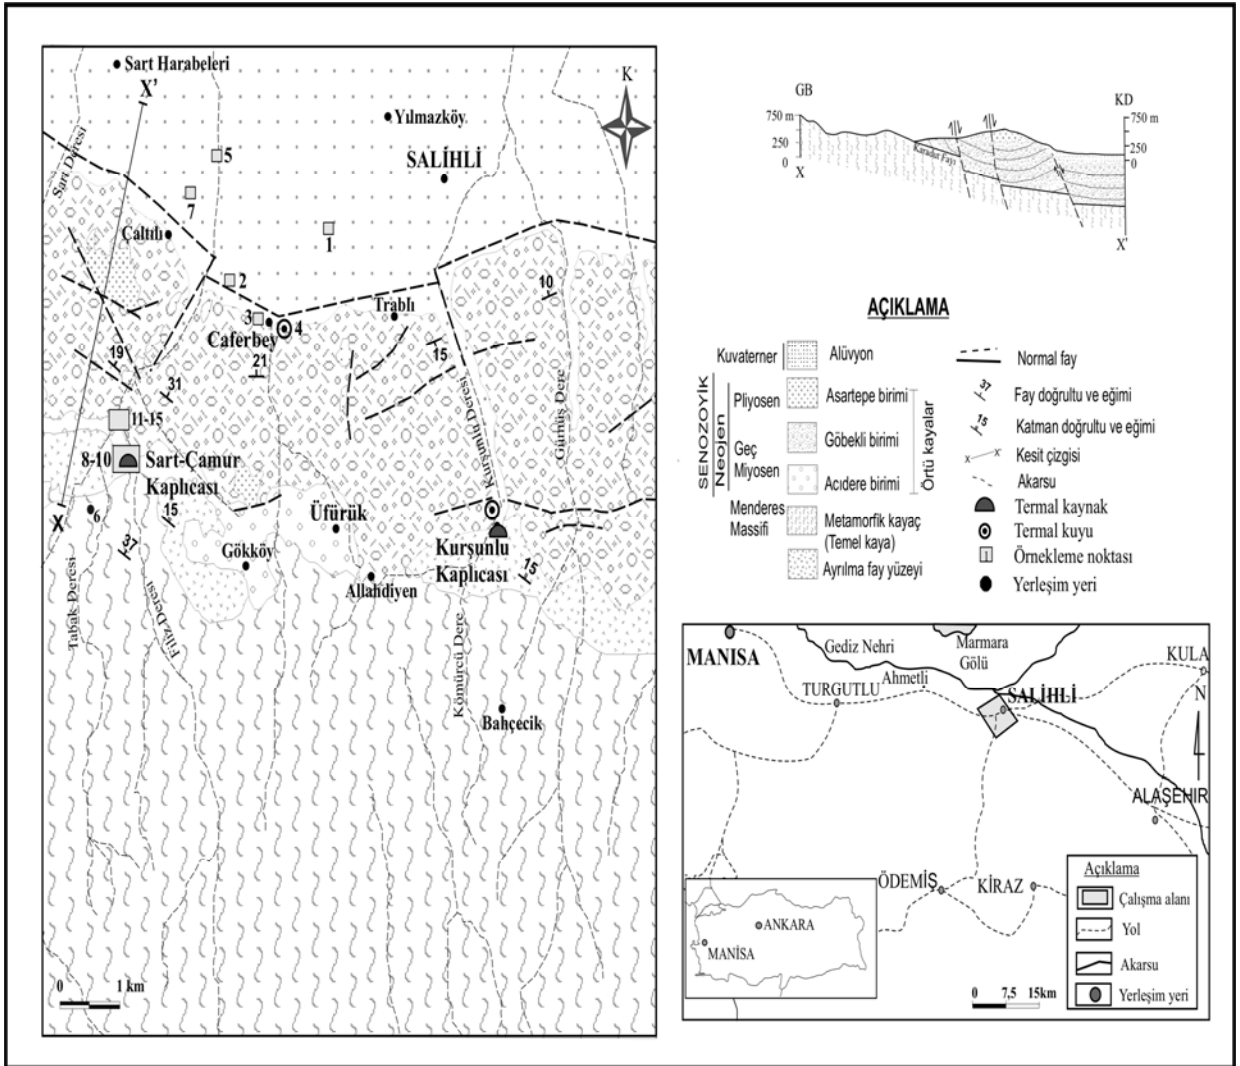 Sart Harabeleri
X'
K
Yılmazköy
5
SALİHLİ
Sart Deresi
7
Çaltılı
1
2
10
Trablı
3
4
Caferbey
21
15
19
31
Kurşunlu Deresi
Gümüş Dere
11-15
8-10
Sart-Çamur
Kaplıcası
6
X
15
37
Üfürük
Gökköy
Kurşunlu
Kaplıcası
15
Allahdiyen
Tabak Deresi
Filiz Deresi
Kömürcü Dere
Bahçecik
0 1 km
GB
KD
750 m
250
0
X
Karadut Fayı
750 m
250
0
X'
AÇIKLAMA
Kuvaterner
Alüvyon
SENOZOYİK
Neojen
Pliyosen
Asartepe birimi
Geç
Miyosen
Göbekli birimi
Acıdere birimi
Örtü kayalar
Menderes
Massifi
Metamorfik kayaç
(Temel kaya)
Ayrılma fay yüzeyi
Normal fay
37
Fay doğrultu ve eğimi
15
Katman doğrultu ve eğimi
X X'
Kesit çizgisi
Akarsu
Termal kaynak
Termal kuyu
1
Örnekleme noktası
Yerleşim yeri
MANISA
Gediz Nehri
Marmara
Gölü
KULA
Ahmetli
TURGUTLU
SALİHLİ
N
ALAŞEHIR
ÖDEMİŞ
KİRAZ
ANKARA
MANİSA
Açıklama
Çalışma alanı
Yol
Akarsu
Yerleşim yeri
0 7,5 15km